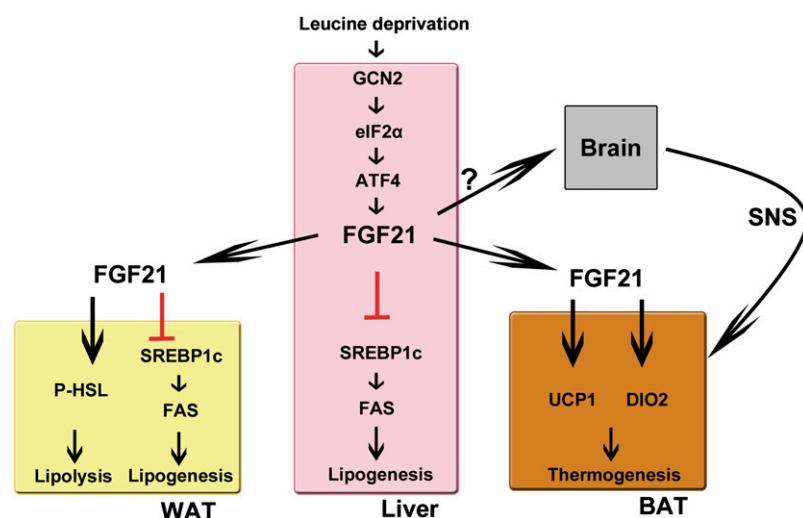 Leucine deprivation
GCN2
eIF2α
ATF4
?
Brain
SNS
FGF21
FGF21
FGF21
SREBP1c
P-HSL
FAS
Lipolysis
Lipogenesis
WAT
SREBP1c
FAS
Lipogenesis
Liver
UCP1
DIO2
Thermogenesis
BAT